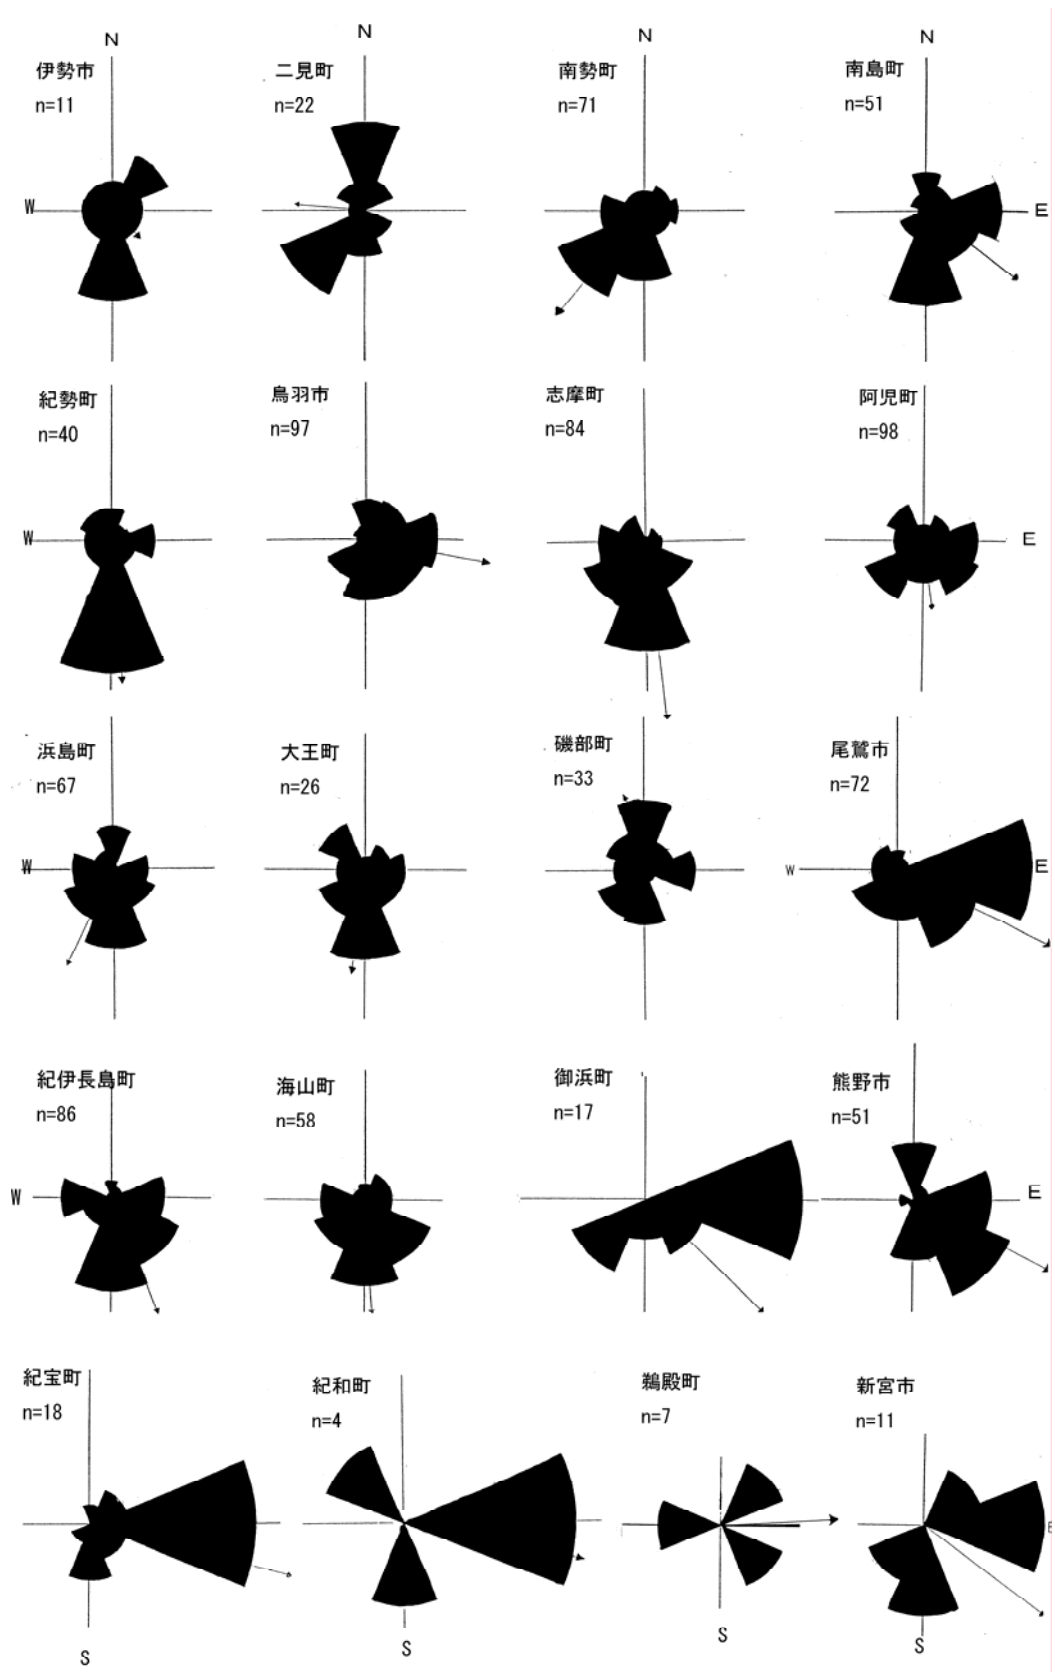 N
N
N
N
伊勢市
n=11
二見町
n=22
南勢町
n=71
南島町
n=51
W
E
紀勢町
n=40
鳥羽市
n=97
志摩町
n=84
阿児町
n=98
W
E
浜島町
n=67
大王町
n=26
磯部町
n=33
尾鷲市
n=72
W
W
E
紀伊長島町
n=86
海山町
n=58
御浜町
n=17
熊野市
n=51
W
E
紀宝町
n=18
紀和町
n=4
鵜殿町
n=7
新宮市
n=11
E
S
S
S
S